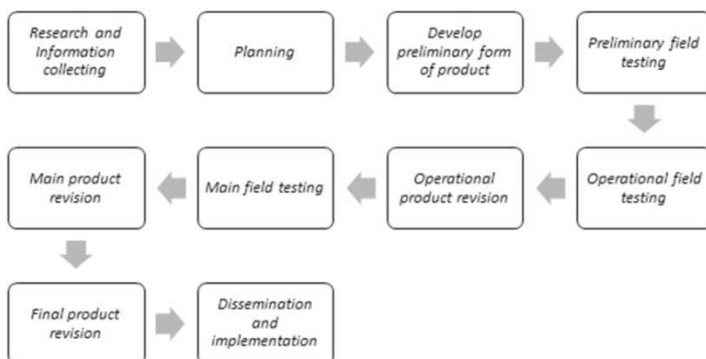 Research and
Information
collecting
Planning
Develop
preliminary form
of product
Preliminary field
testing
Operational field
testing
Operational
product revision
Main field testing
Main product
revision
Final product
revision
Dissemination
and
implementation